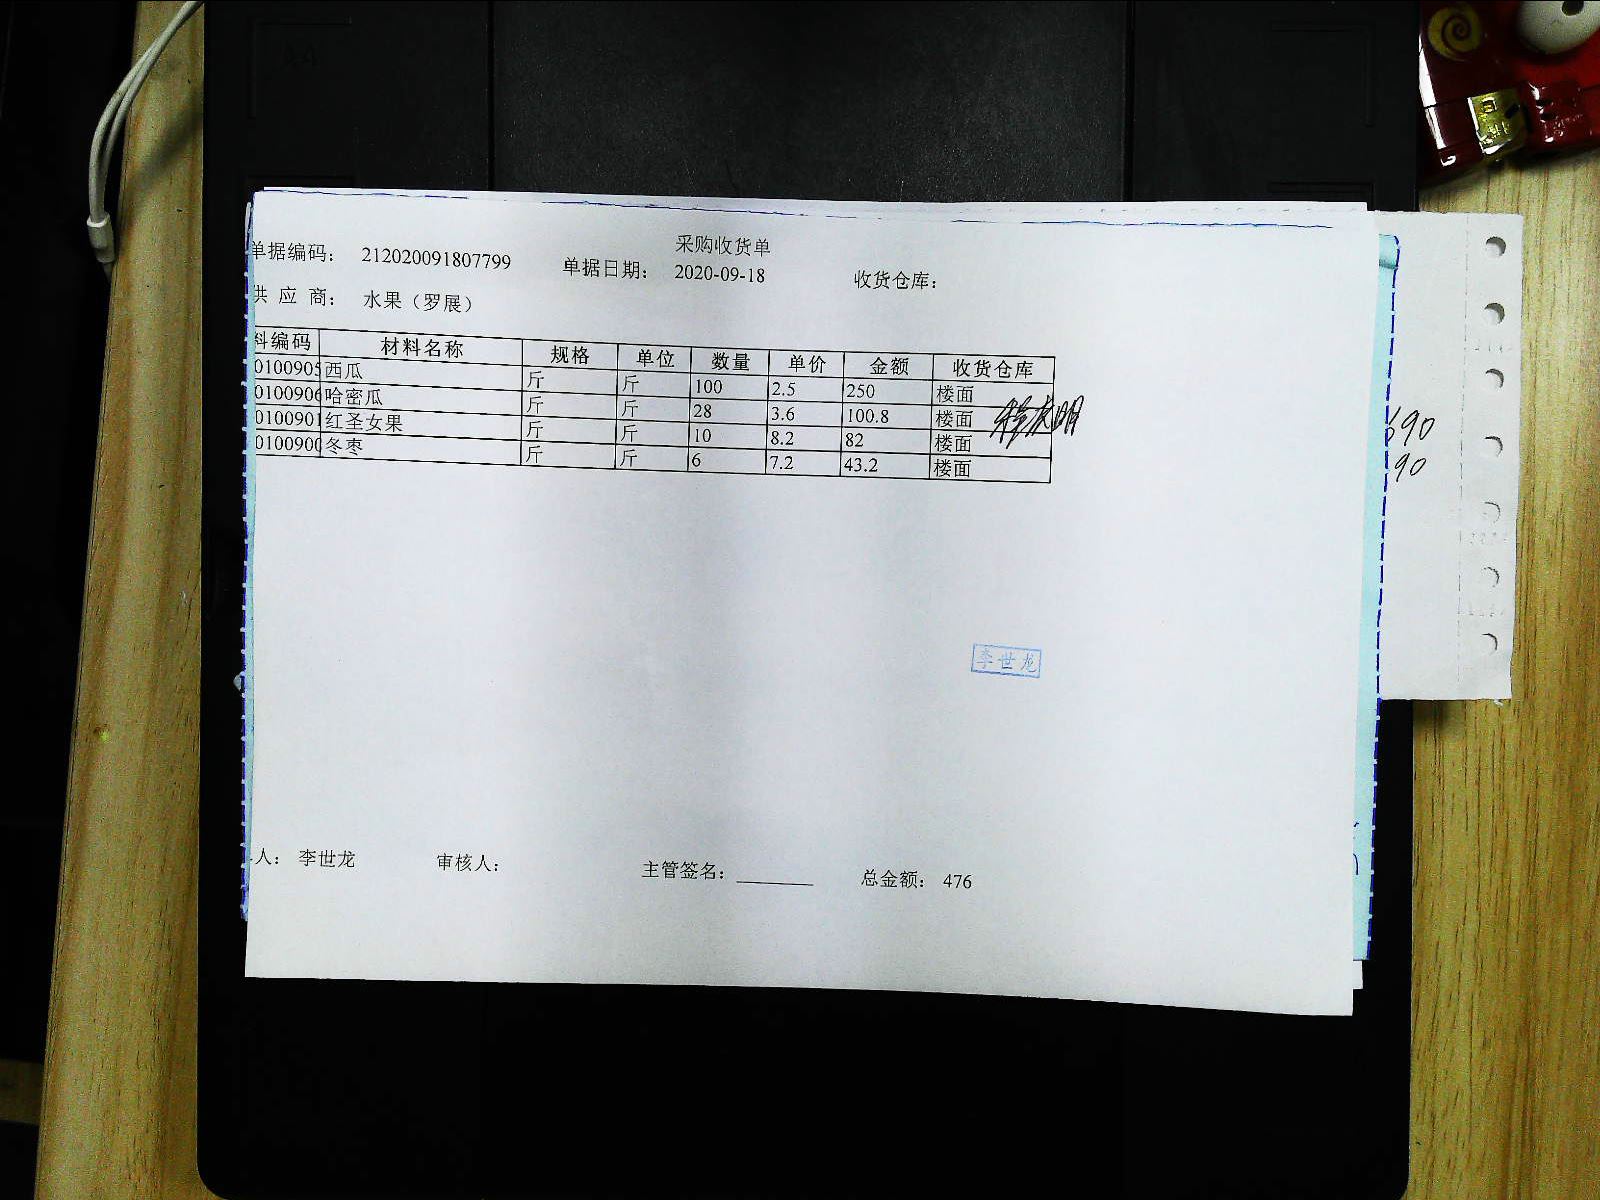 采购收货单
单据编码： 212020091807799 单据日期： 2020-09-18 收货仓库：
供 应 商： 水果（罗展）
料编码 材料名称 规格 单位 数量 单价 金额 收货仓库
0100905 西瓜 斤 斤 100 2.5 250 楼面
0100906 哈密瓜 斤 斤 28 3.6 100.8 楼面
0100901 红圣女果 斤 斤 10 8.2 82 楼面
0100900 冬枣 斤 斤 6 7.2 43.2 楼面
690
90
李世龙
人： 李世龙 审核人： 主管签名： 总金额： 476